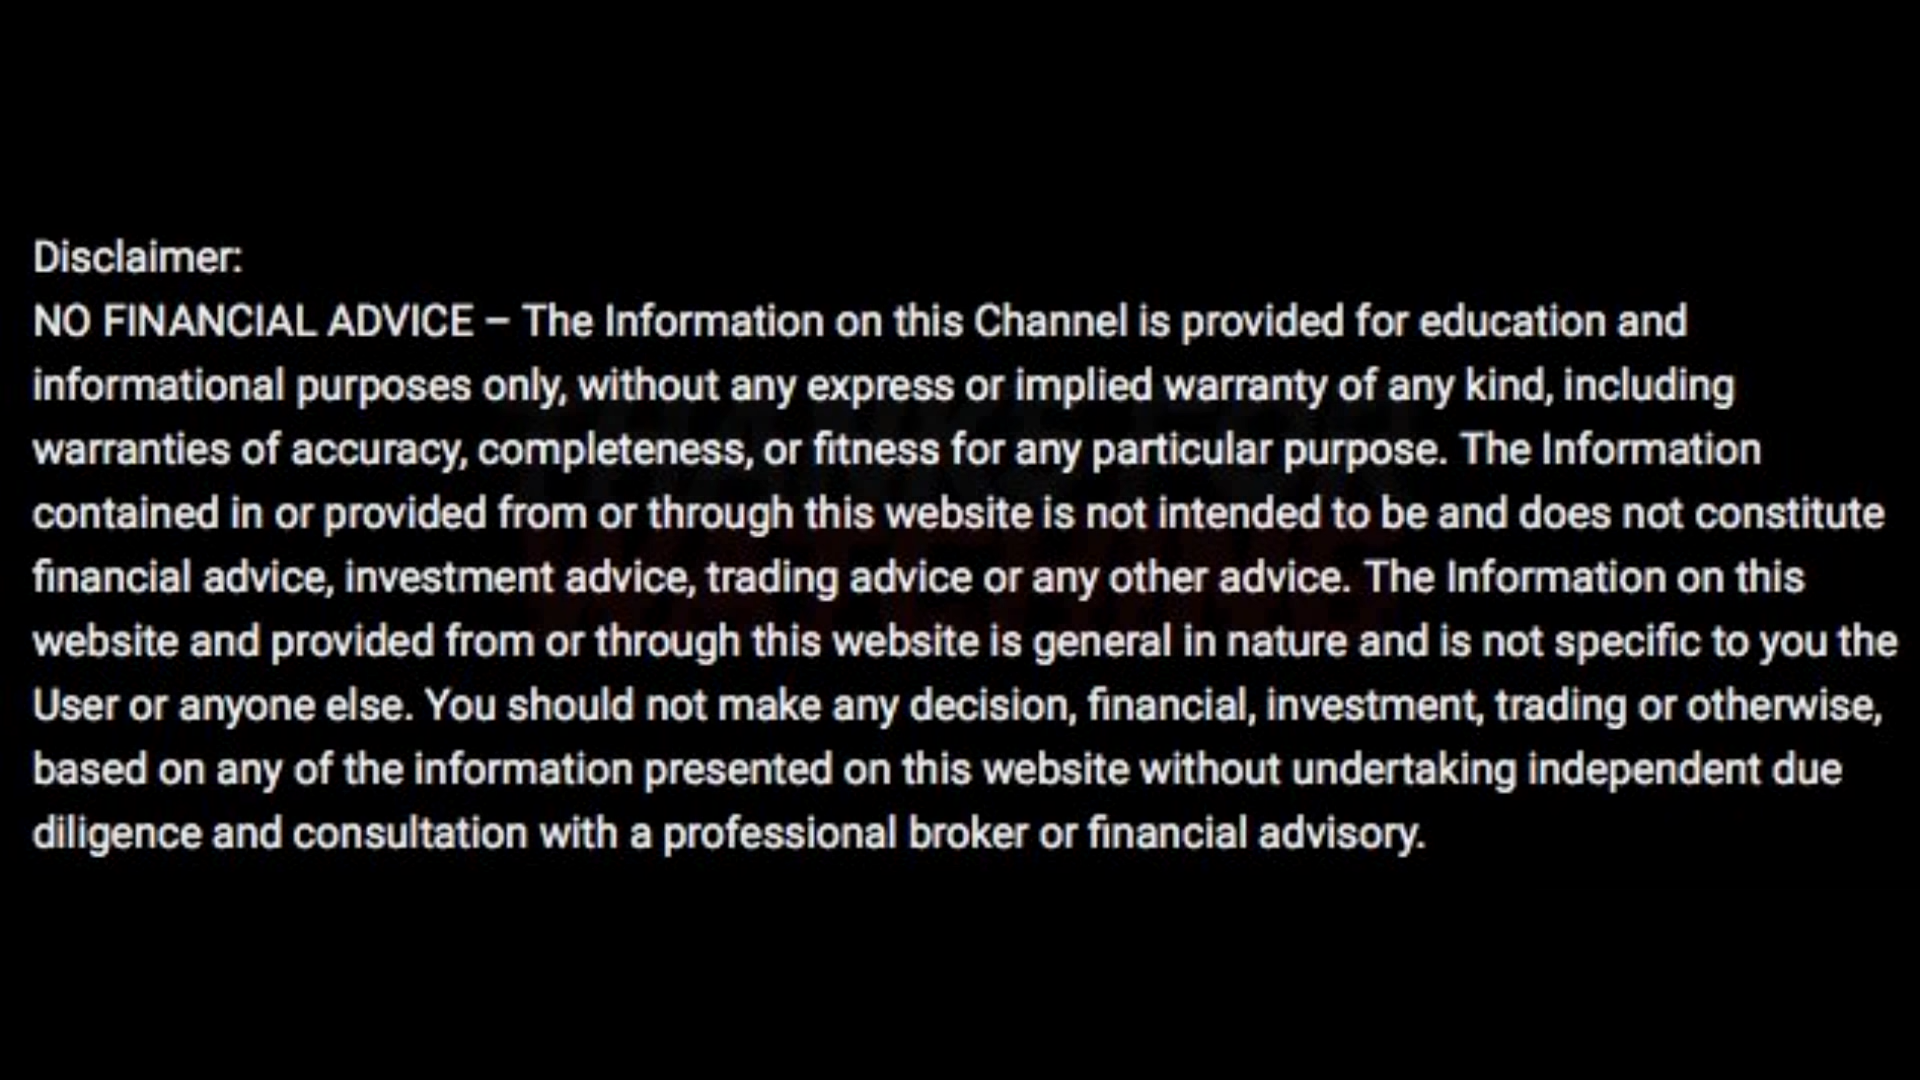 Disclaimer:
NO FINANCIAL ADVICE – The Information on this Channel is provided for education and
informational purposes only, without any express or implied warranty of any kind, including
warranties of accuracy, completeness, or fitness for any particular purpose. The Information
contained in or provided from or through this website is not intended to be and does not constitute
financial advice, investment advice, trading advice or any other advice. The Information on this
website and provided from or through this website is general in nature and is not specific to you the
User or anyone else. You should not make any decision, financial, investment, trading or otherwise,
based on any of the information presented on this website without undertaking independent due
diligence and consultation with a professional broker or financial advisory.
THANKS FOR
WATCHING